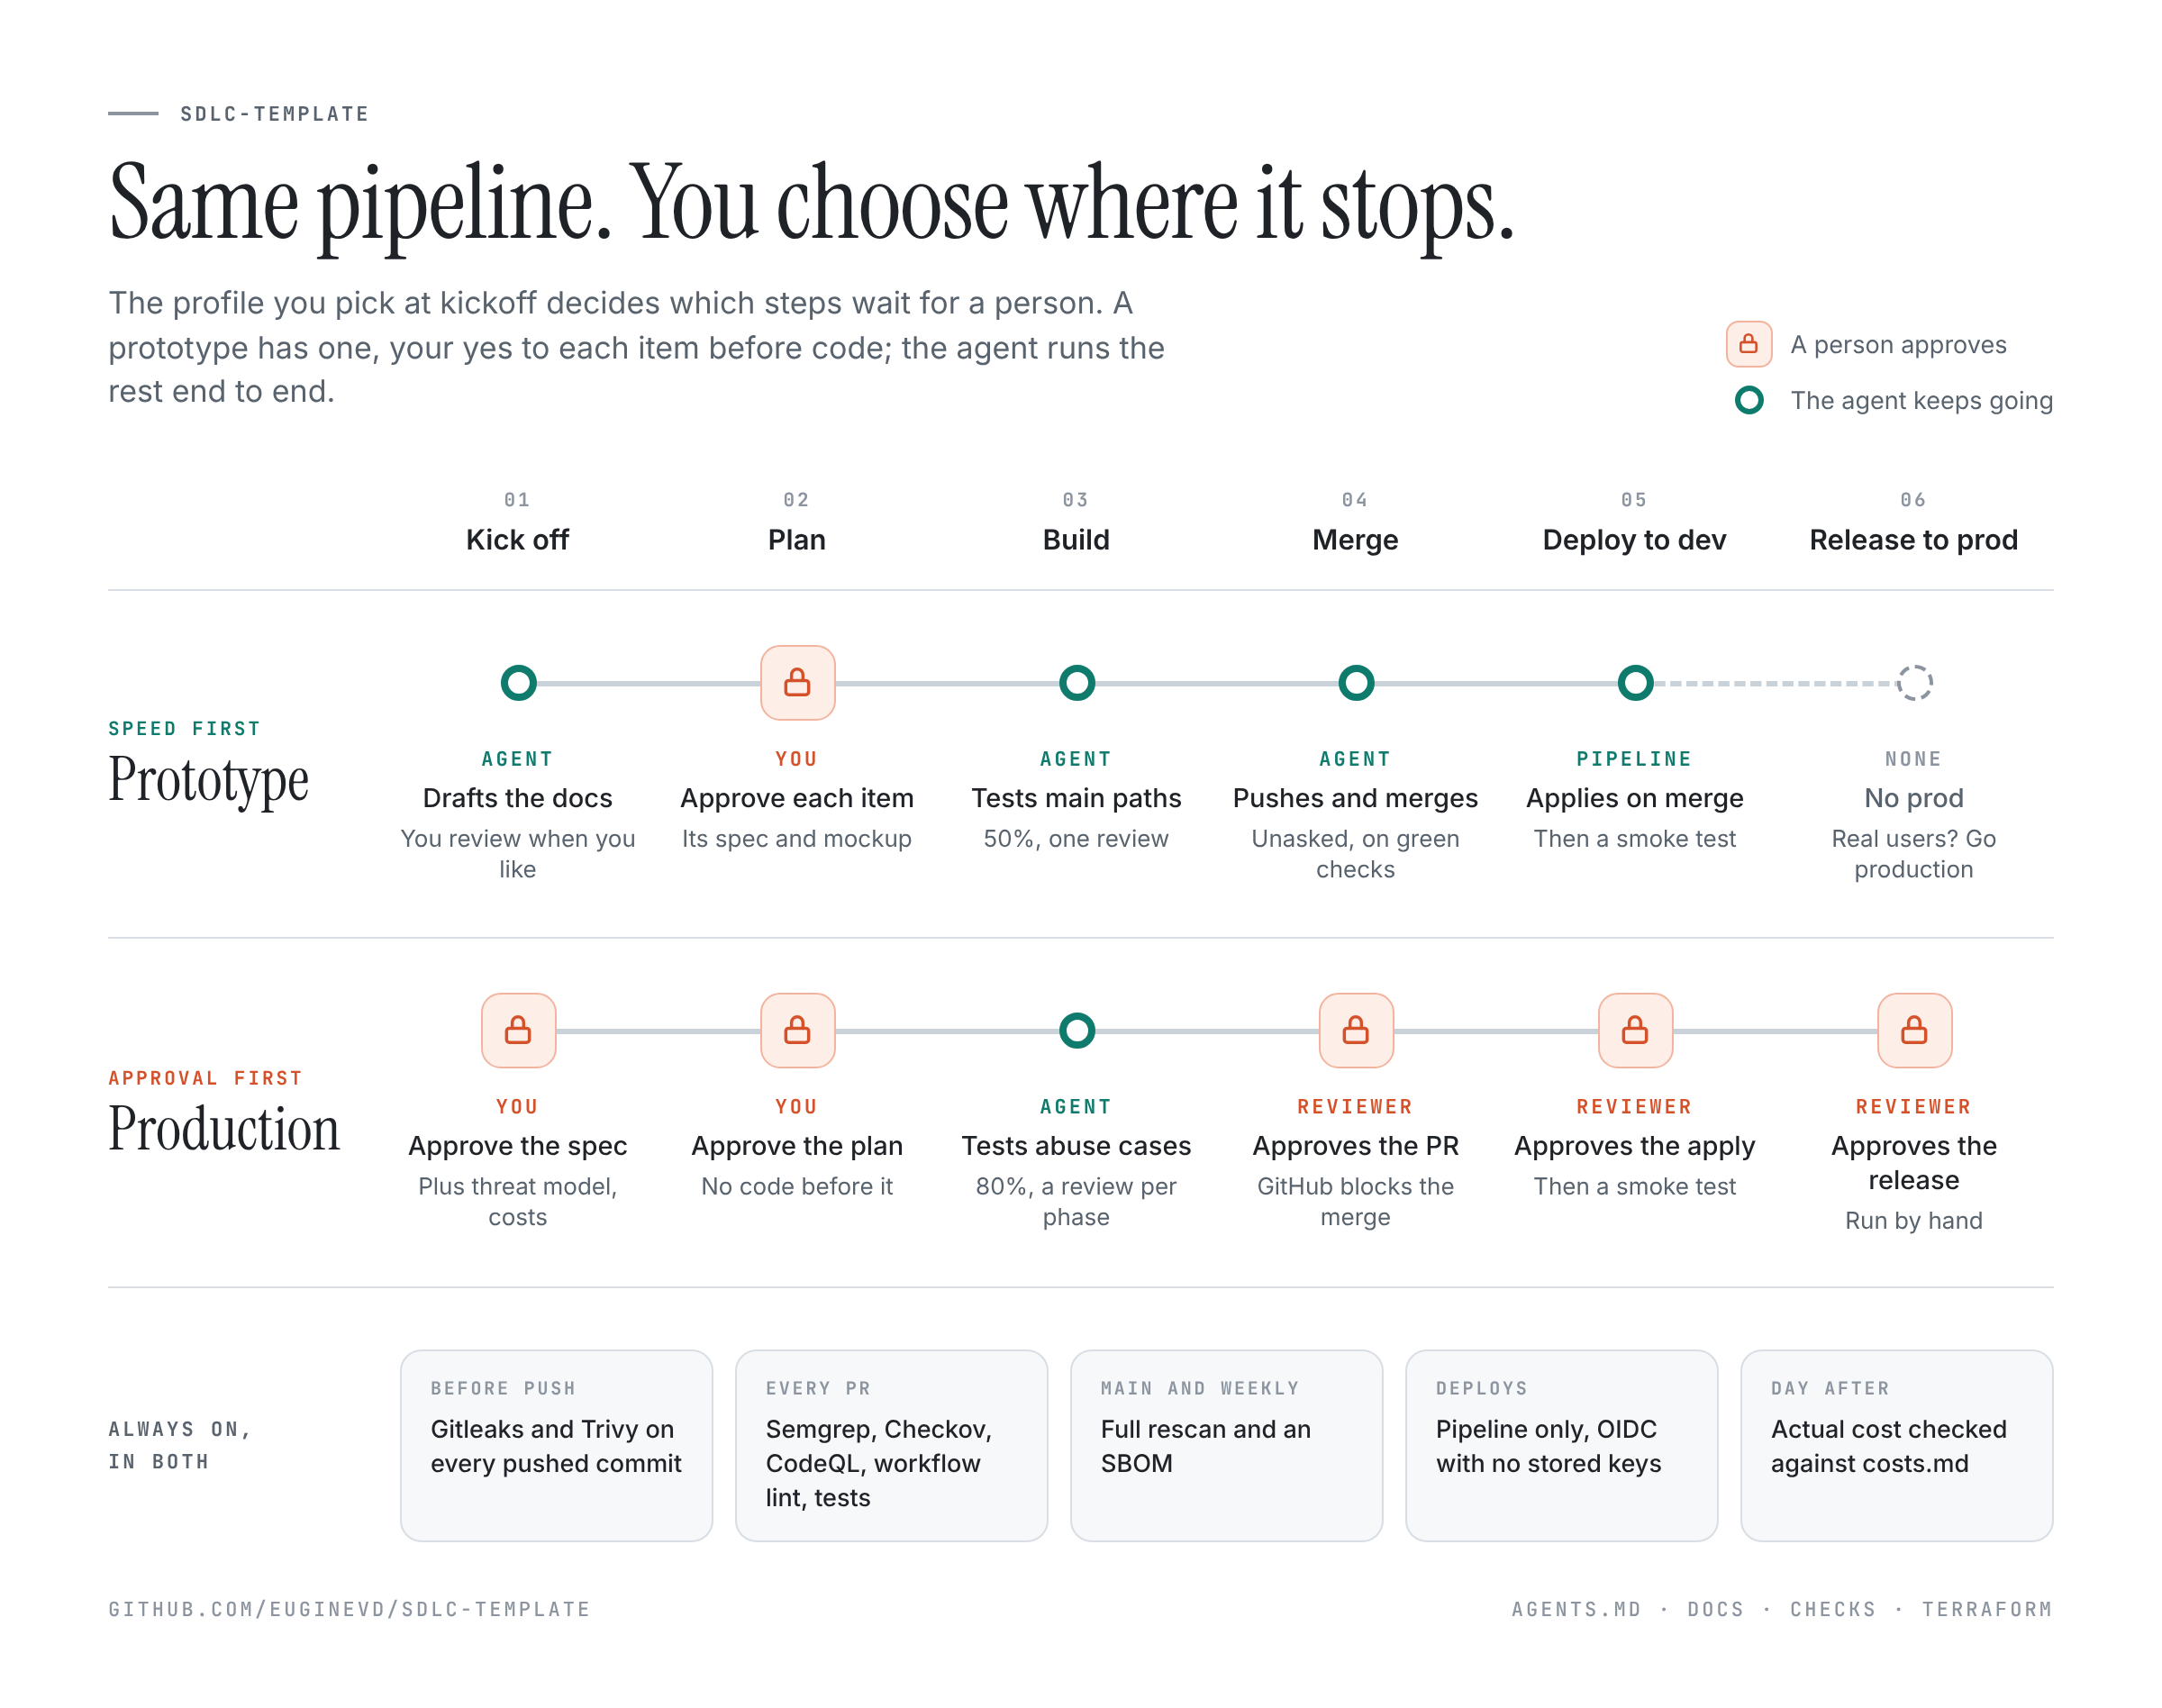 SDLC-TEMPLATE
Same pipeline. You choose where it stops.
The profile you pick at kickoff decides which steps wait for a person. A
prototype has one, your yes to each item before code; the agent runs the
rest end to end.
A person approves
The agent keeps going
01
Kick off
02
Plan
03
Build
04
Merge
05
Deploy to dev
06
Release to prod
SPEED FIRST
Prototype
AGENT
Drafts the docs
You review when you
like
YOU
Approve each item
Its spec and mockup
AGENT
Tests main paths
50%, one review
AGENT
Pushes and merges
Unasked, on green
checks
PIPELINE
Applies on merge
Then a smoke test
NONE
No prod
Real users? Go
production
APPROVAL FIRST
Production
YOU
Approve the spec
Plus threat model,
costs
YOU
Approve the plan
No code before it
AGENT
Tests abuse cases
80%, a review per
phase
REVIEWER
Approves the PR
GitHub blocks the
merge
REVIEWER
Approves the apply
Then a smoke test
REVIEWER
Approves the
release
Run by hand
ALWAYS ON,
IN BOTH
BEFORE PUSH
Gitleaks and Trivy on
every pushed commit
EVERY PR
Semgrep, Checkov,
CodeQL, workflow
lint, tests
MAIN AND WEEKLY
Full rescan and an
SBOM
DEPLOYS
Pipeline only, OIDC
with no stored keys
DAY AFTER
Actual cost checked
against costs.md
GITHUB.COM/EUGINEVD/SDLC-TEMPLATE
AGENTS.MD · DOCS · CHECKS · TERRAFORM